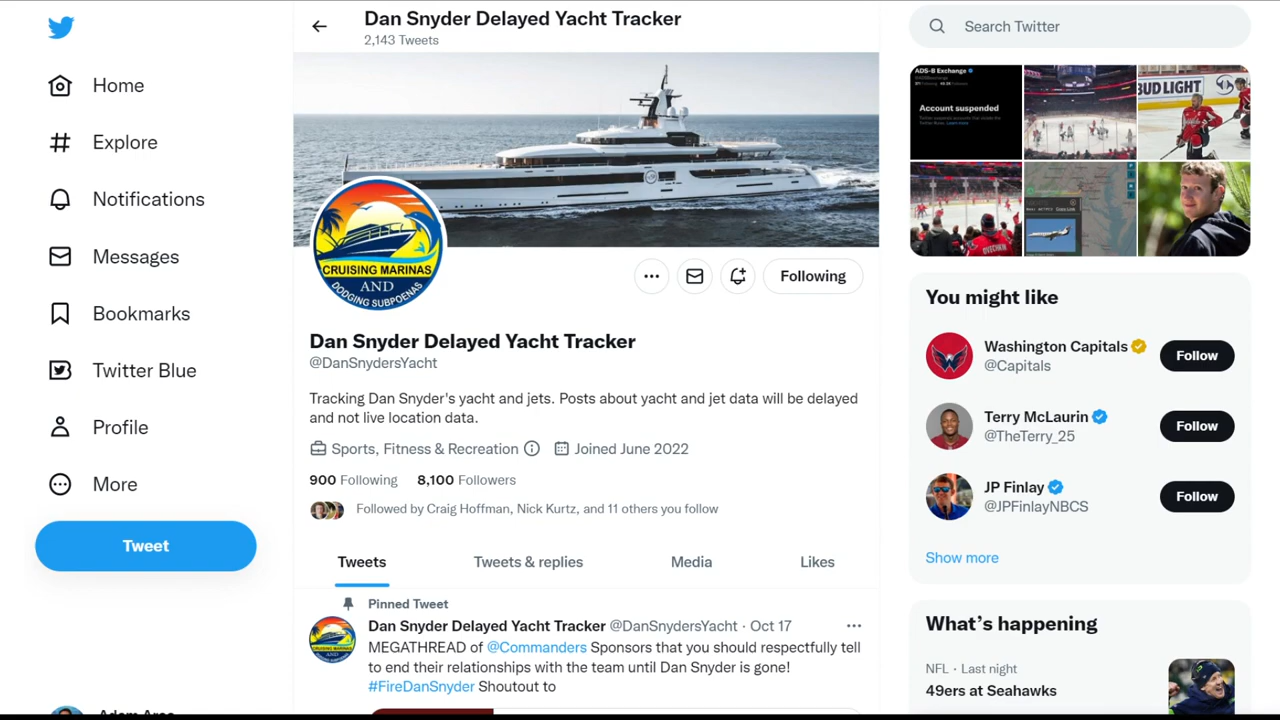 Home
Explore
Notifications
Messages
Bookmarks
Twitter Blue
Profile
More
Tweet
Dan Snyder Delayed Yacht Tracker
2,143 Tweets
CRUISING MARINAS
AND
DODGING SUBPOENAS
Following
Dan Snyder Delayed Yacht Tracker
@DanSnydersYacht
Tracking Dan Snyder's yacht and jets. Posts about yacht and jet data will be delayed
and not live location data.
Sports, Fitness & Recreation Joined June 2022
900 Following 8,100 Followers
Followed by Craig Hoffman, Nick Kurtz, and 11 others you follow
Tweets Tweets & replies Media Likes
Pinned Tweet
Dan Snyder Delayed Yacht Tracker @DanSnydersYacht · Oct 17
MEGATHREAD of @Commanders Sponsors that you should respectfully tell
to end their relationships with the team until Dan Snyder is gone!
#FireDanSnyder Shoutout to
Search Twitter
ADS-B Exchange
Account suspended
BUD LIGHT
OVECHKIN
You might like
Washington Capitals
@Capitals
Follow
Terry McLaurin
@TheTerry_25
Follow
JP Finlay
@JPFinlayNBCS
Follow
Show more
What's happening
NFL · Last night
49ers at Seahawks